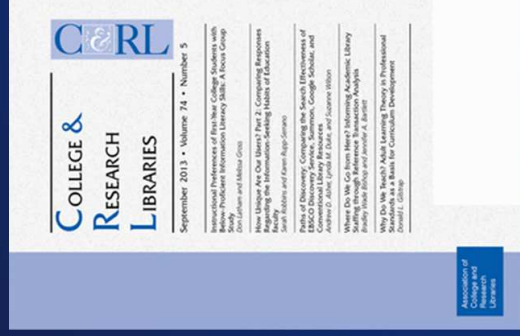 C&RL
COLLEGE &
RESEARCH
LIBRARIES
September 2013 • Volume 74 • Number 5
Instructional Preferences of First-Year College Students with
Below-Proficient Information Literacy Skills: A Focus Group
Study
Don Latham and Melissa Gross
How Unique Are Our Users? Part 2: Comparing Responses
Regarding the Information-Seeking Habits of Education
Faculty
Sarah Robbins and Karen Rupp-Serrano
Paths of Discovery: Comparing the Search Effectiveness of
EBSCO Discovery Service, Summon, Google Scholar, and
Conventional Library Resources
Andrew D. Asher, Lynda M. Duke, and Suzanne Wilson
Where Do We Go from Here? Informing Academic Library
Staffing through Reference Transaction Analysis
Bradley Wade Bishop and Jennifer A. Bartlett
Why Do We Teach? Adult Learning Theory in Professional
Standards as a Basis for Curriculum Development
Donald L. Gilstrap
Association of
College and
Research
Libraries